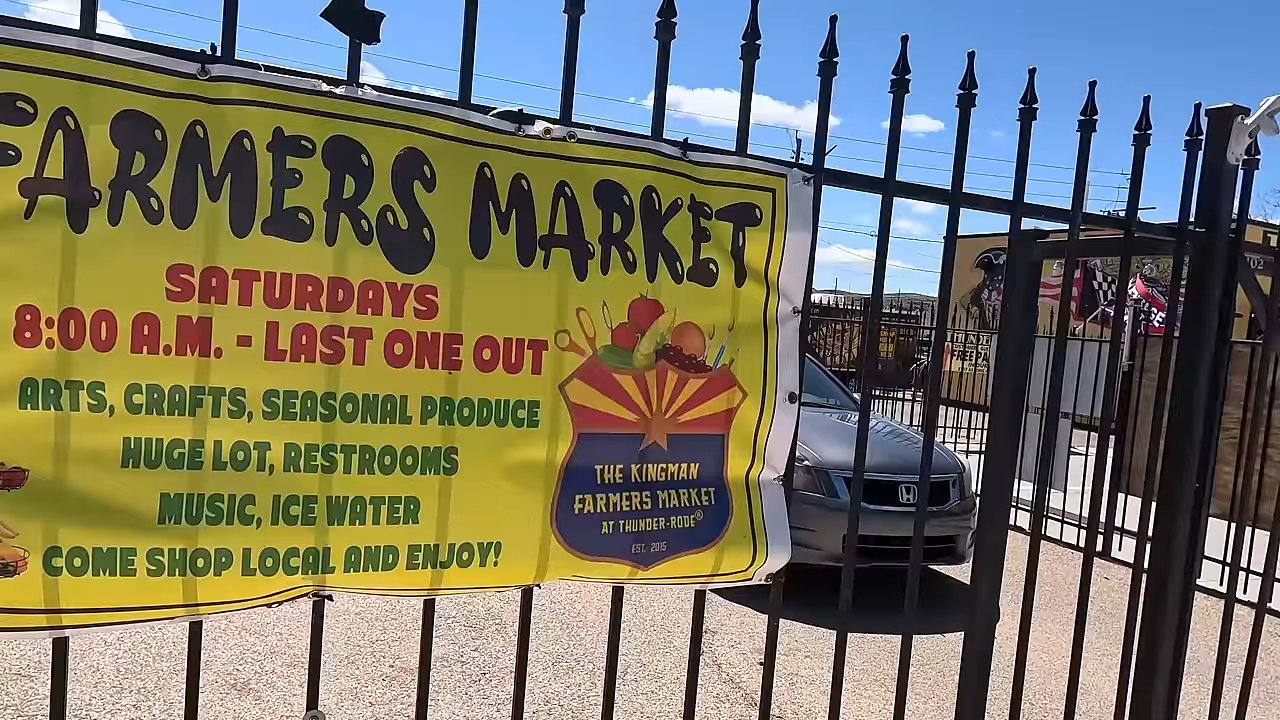 FARMERS MARKET
SATURDAYS
8:00 A.M. - LAST ONE OUT
ARTS, CRAFTS, SEASONAL PRODUCE
HUGE LOT, RESTROOMS
MUSIC, ICE WATER
COME SHOP LOCAL AND ENJOY!
THE KINGMAN
FARMERS MARKET
AT THUNDER-RODE®
EST. 2015